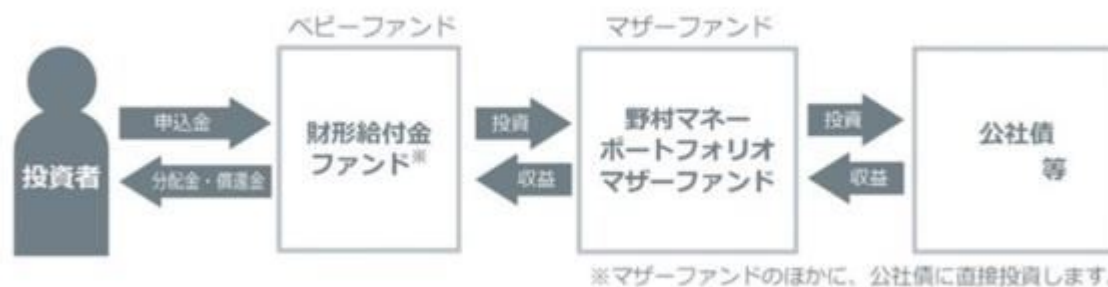 ベビーファンド
マザーファンド
投資者
申込金
分配金・償還金
財形給付金
ファンド※
投資
収益
野村マネー
ポートフォリオ
マザーファンド
投資
収益
公社債
等
※マザーファンドのほかに、公社債に直接投資します。